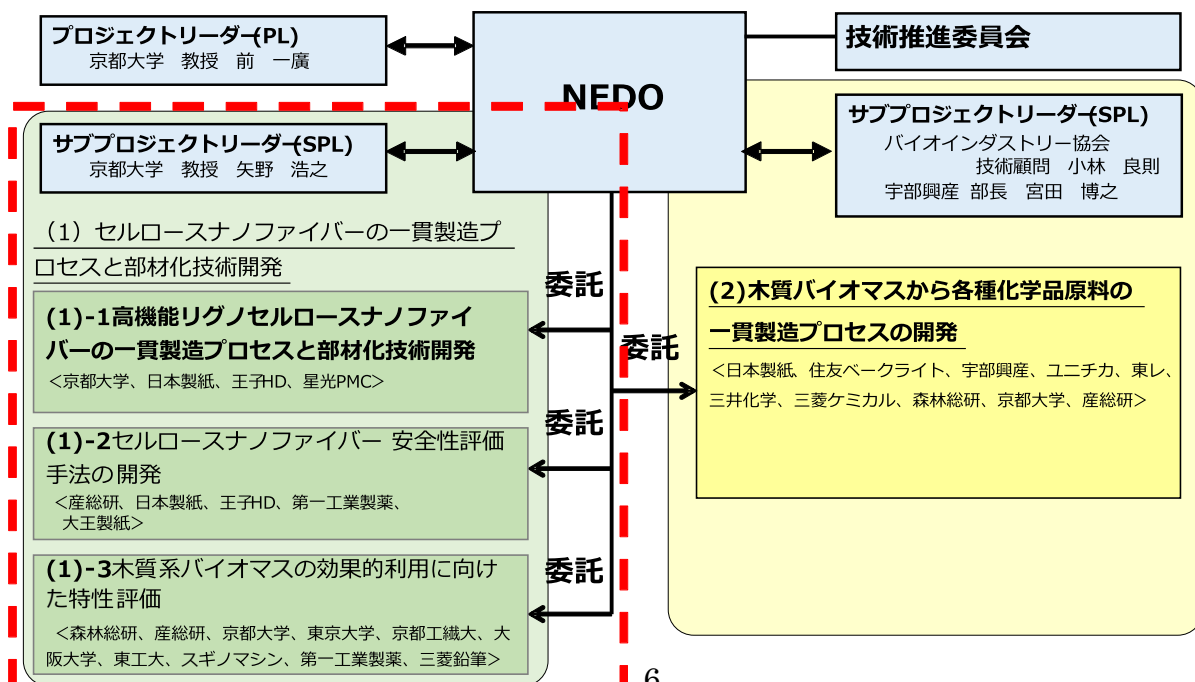 プロジェクトリーダー(PL)
京都大学　教授　前　一廣
NEDO
技術推進委員会
サブプロジェクトリーダー(SPL)
京都大学　教授　矢野　浩之
サブプロジェクトリーダー(SPL)
バイオインダストリー協会
技術顧問　小林　良則
宇部興産 部長　宮田　博之
（1）セルロースナノファイバーの一貫製造プ
ロセスと部材化技術開発
委託
(1)-1高機能リグノセルロースナノファイ
バーの一貫製造プロセスと部材化技術開発
＜京都大学、日本製紙、王子HD、星光PMC＞
委託
(2)木質バイオマスから各種化学品原料の
一貫製造プロセスの開発
＜日本製紙、住友ベークライト、宇部興産、ユニチカ、東レ、
三井化学、三菱ケミカル、森林総研、京都大学、産総研＞
委託
(1)-2セルロースナノファイバー 安全性評価
手法の開発
＜産総研、日本製紙、王子HD、第一工業製薬、
大王製紙＞
委託
(1)-3木質系バイオマスの効果的利用に向け
た特性評価
＜森林総研、産総研、京都大学、東京大学、京都工繊大、大
阪大学、東工大、スギノマシン、第一工業製薬、三菱鉛筆＞
6